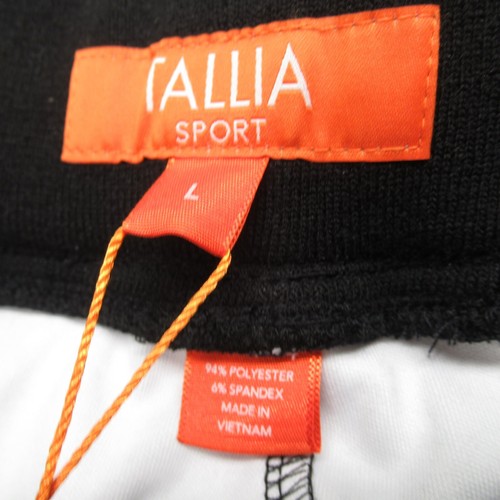 TALLIA
SPORT
L
94% POLYESTER
6% SPANDEX
MADE IN
VIETNAM